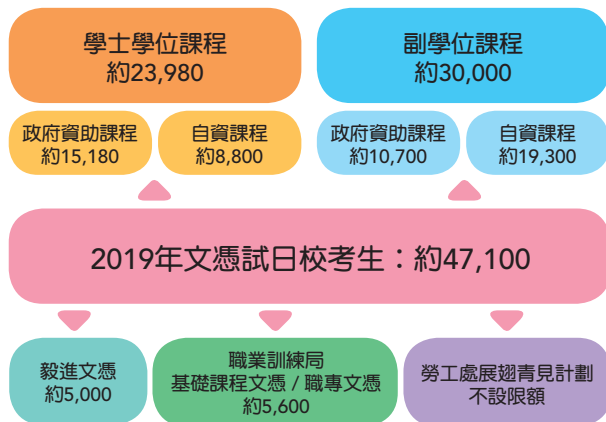 學士學位課程
約23,980
副學位課程
約30,000
政府資助課程
約15,180
自資課程
約8,800
政府資助課程
約10,700
自資課程
約19,300
2019年文憑試日校考生：約47,100
毅進文憑
約5,000
職業訓練局
基礎課程文憑 / 職專文憑
約5,600
勞工處展翅青見計劃
不設限額